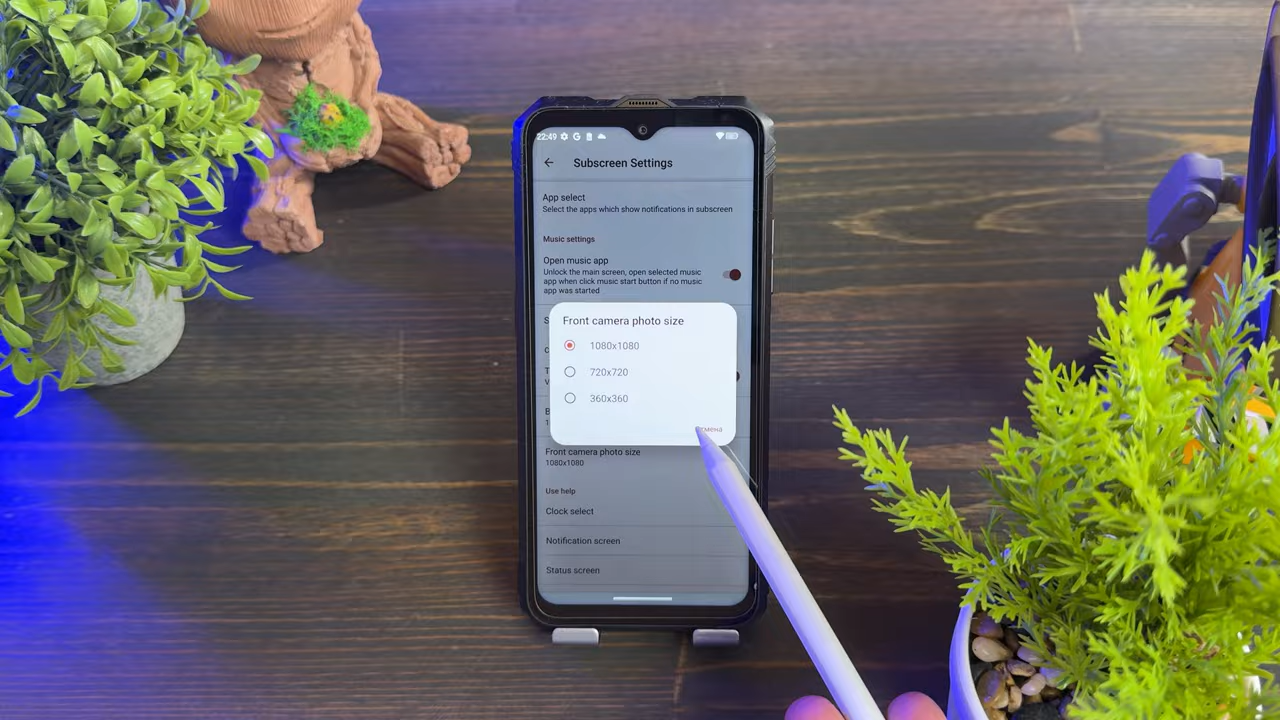 22:49
Subscreen Settings
App select
Select the apps which show notifications in subscreen
Music settings
Open music app
Unlock the main screen, open selected music
app when click music start button if no music
app was started
Front camera photo size
1080x1080
720x720
360x360
Front camera photo size
1080x1080
Use help
Clock select
Notification screen
Status screen